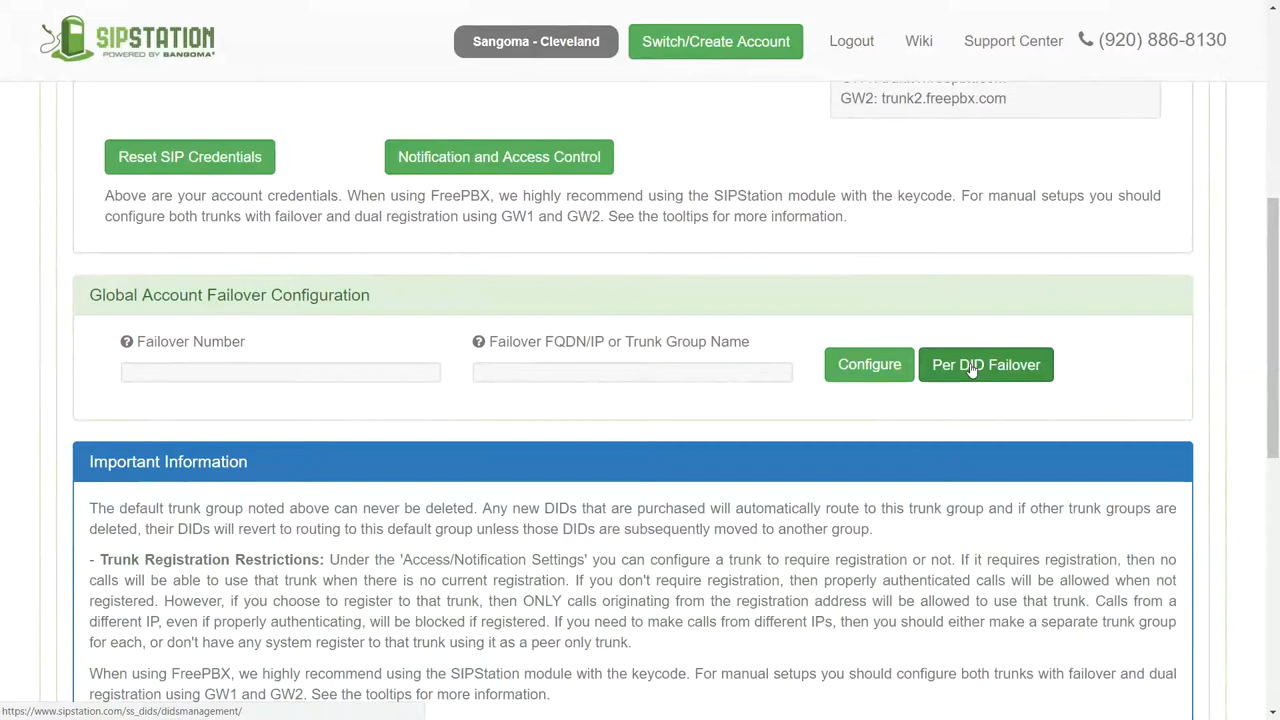 SIPSTATION
POWERED BY SANGOMA
Sangoma - Cleveland
Switch/Create Account
Logout
Wiki
Support Center
(920) 886-8130
GW2: trunk2.freepbx.com
Reset SIP Credentials
Notification and Access Control
Above are your account credentials. When using FreePBX, we highly recommend using the SIPStation module with the keycode. For manual setups you should
configure both trunks with failover and dual registration using GW1 and GW2. See the tooltips for more information.
Global Account Failover Configuration
Failover Number
Failover FQDN/IP or Trunk Group Name
Configure
Per DID Failover
Important Information
The default trunk group noted above can never be deleted. Any new DIDs that are purchased will automatically route to this trunk group and if other trunk groups are
deleted, their DIDs will revert to routing to this default group unless those DIDs are subsequently moved to another group.
- Trunk Registration Restrictions: Under the 'Access/Notification Settings' you can configure a trunk to require registration or not. If it requires registration, then no
calls will be able to use that trunk when there is no current registration. If you don't require registration, then properly authenticated calls will be allowed when not
registered. However, if you choose to register to that trunk, then ONLY calls originating from the registration address will be allowed to use that trunk. Calls from a
different IP, even if properly authenticating, will be blocked if registered. If you need to make calls from different IPs, then you should either make a separate trunk group
for each, or don't have any system register to that trunk using it as a peer only trunk.
When using FreePBX, we highly recommend using the SIPStation module with the keycode. For manual setups you should configure both trunks with failover and dual
registration using GW1 and GW2. See the tooltips for more information.
https://www.sipstation.com/ss_dids/didsmanagement/